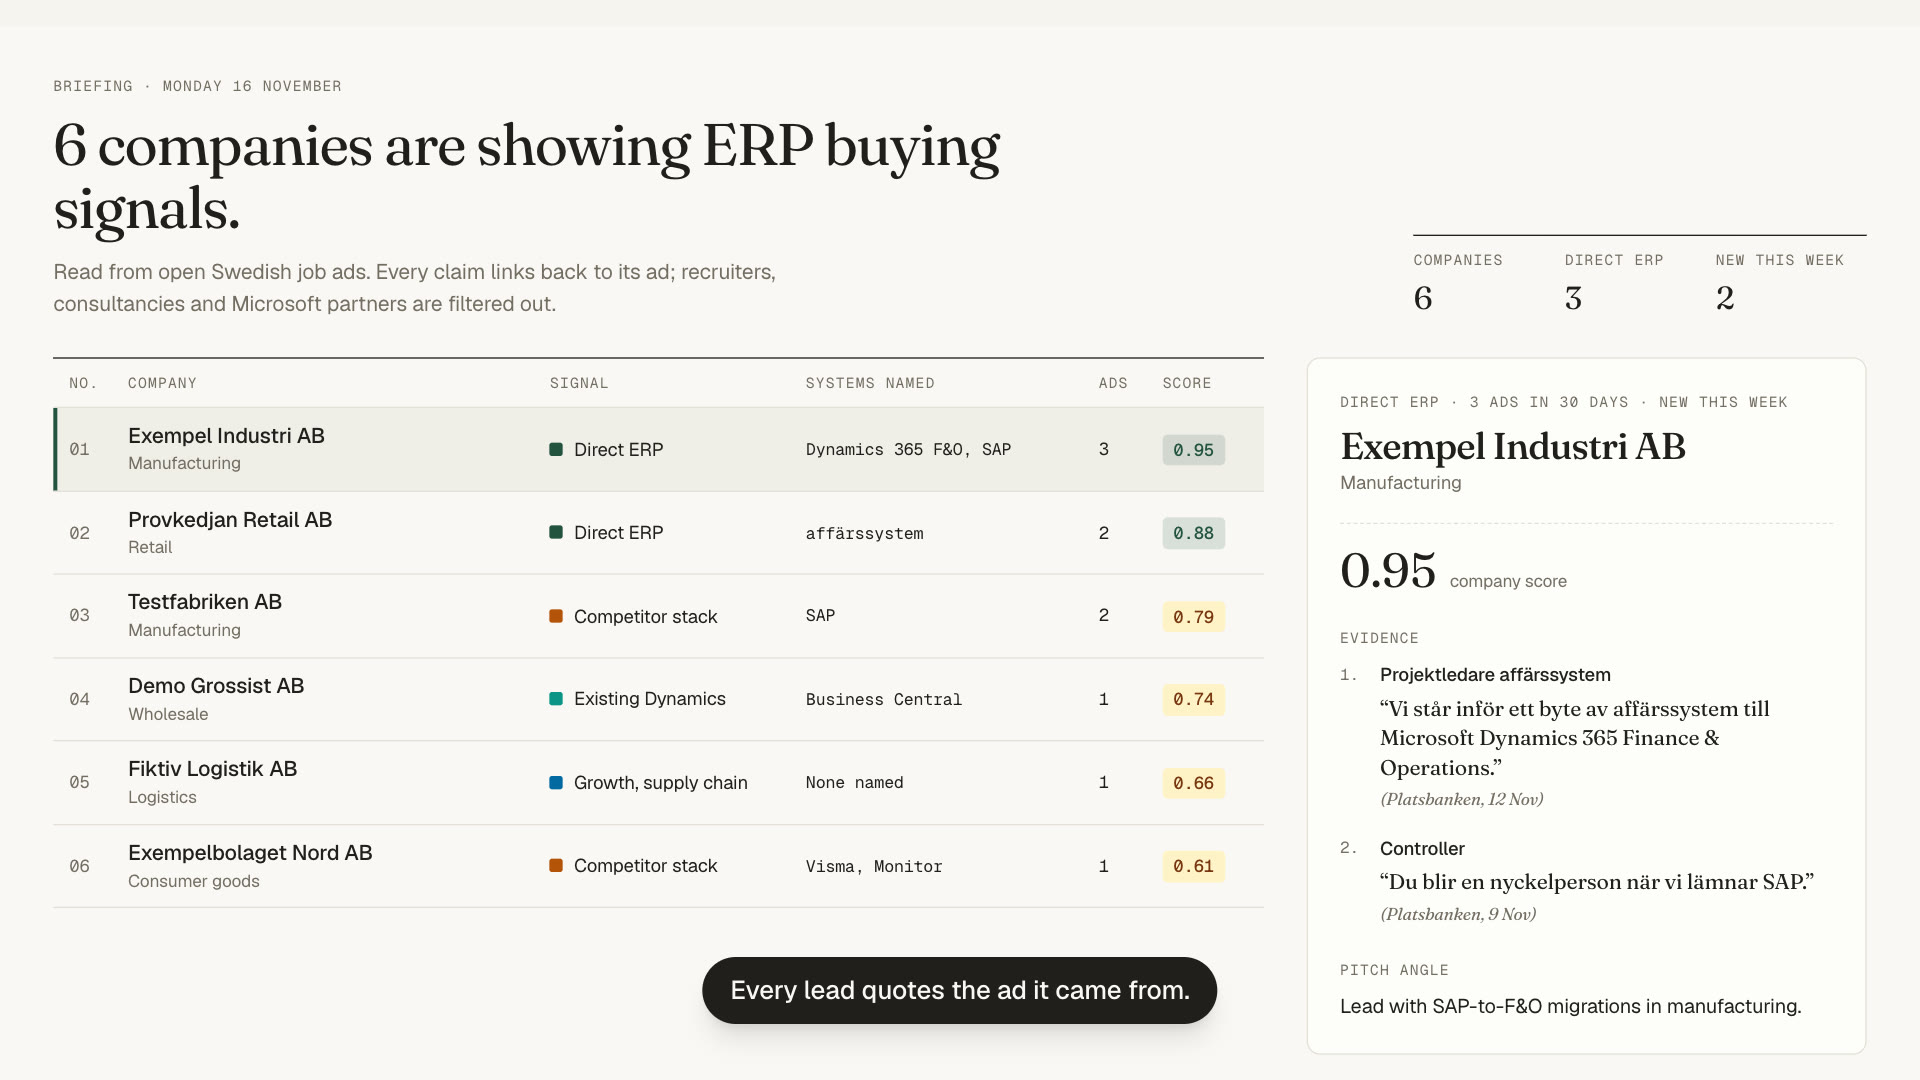 BRIEFING · MONDAY 16 NOVEMBER
6 companies are showing ERP buying
signals.
Read from open Swedish job ads. Every claim links back to its ad; recruiters,
consultancies and Microsoft partners are filtered out.
COMPANIES DIRECT ERP NEW THIS WEEK
6 3 2
NO. COMPANY SIGNAL SYSTEMS NAMED ADS SCORE
01 Exempel Industri AB Direct ERP Dynamics 365 F&O, SAP 3 0.95
Manufacturing
02 Provkedjan Retail AB Direct ERP affärssystem 2 0.88
Retail
03 Testfabriken AB Competitor stack SAP 2 0.79
Manufacturing
04 Demo Grossist AB Existing Dynamics Business Central 1 0.74
Wholesale
05 Fiktiv Logistik AB Growth, supply chain None named 1 0.66
Logistics
06 Exempelbolaget Nord AB Competitor stack Visma, Monitor 1 0.61
Consumer goods
DIRECT ERP · 3 ADS IN 30 DAYS · NEW THIS WEEK
Exempel Industri AB
Manufacturing
0.95 company score
EVIDENCE
1. Projektledare affärssystem
“Vi står inför ett byte av affärssystem till
Microsoft Dynamics 365 Finance &
Operations.”
(Platsbanken, 12 Nov)
2. Controller
“Du blir en nyckelperson när vi lämnar SAP.”
(Platsbanken, 9 Nov)
PITCH ANGLE
Lead with SAP-to-F&O migrations in manufacturing.
Every lead quotes the ad it came from.